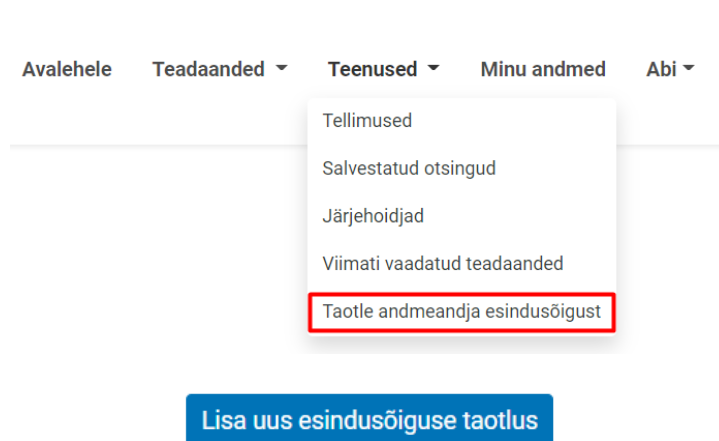 Avalehele Teadaanded Teenused Minu andmed Abi
Tellimused
Salvestatud otsingud
Järjehoidjad
Viimati vaadatud teadaanded
Taotle andmeandja esindusõigust
Lisa uus esindusõiguse taotlus